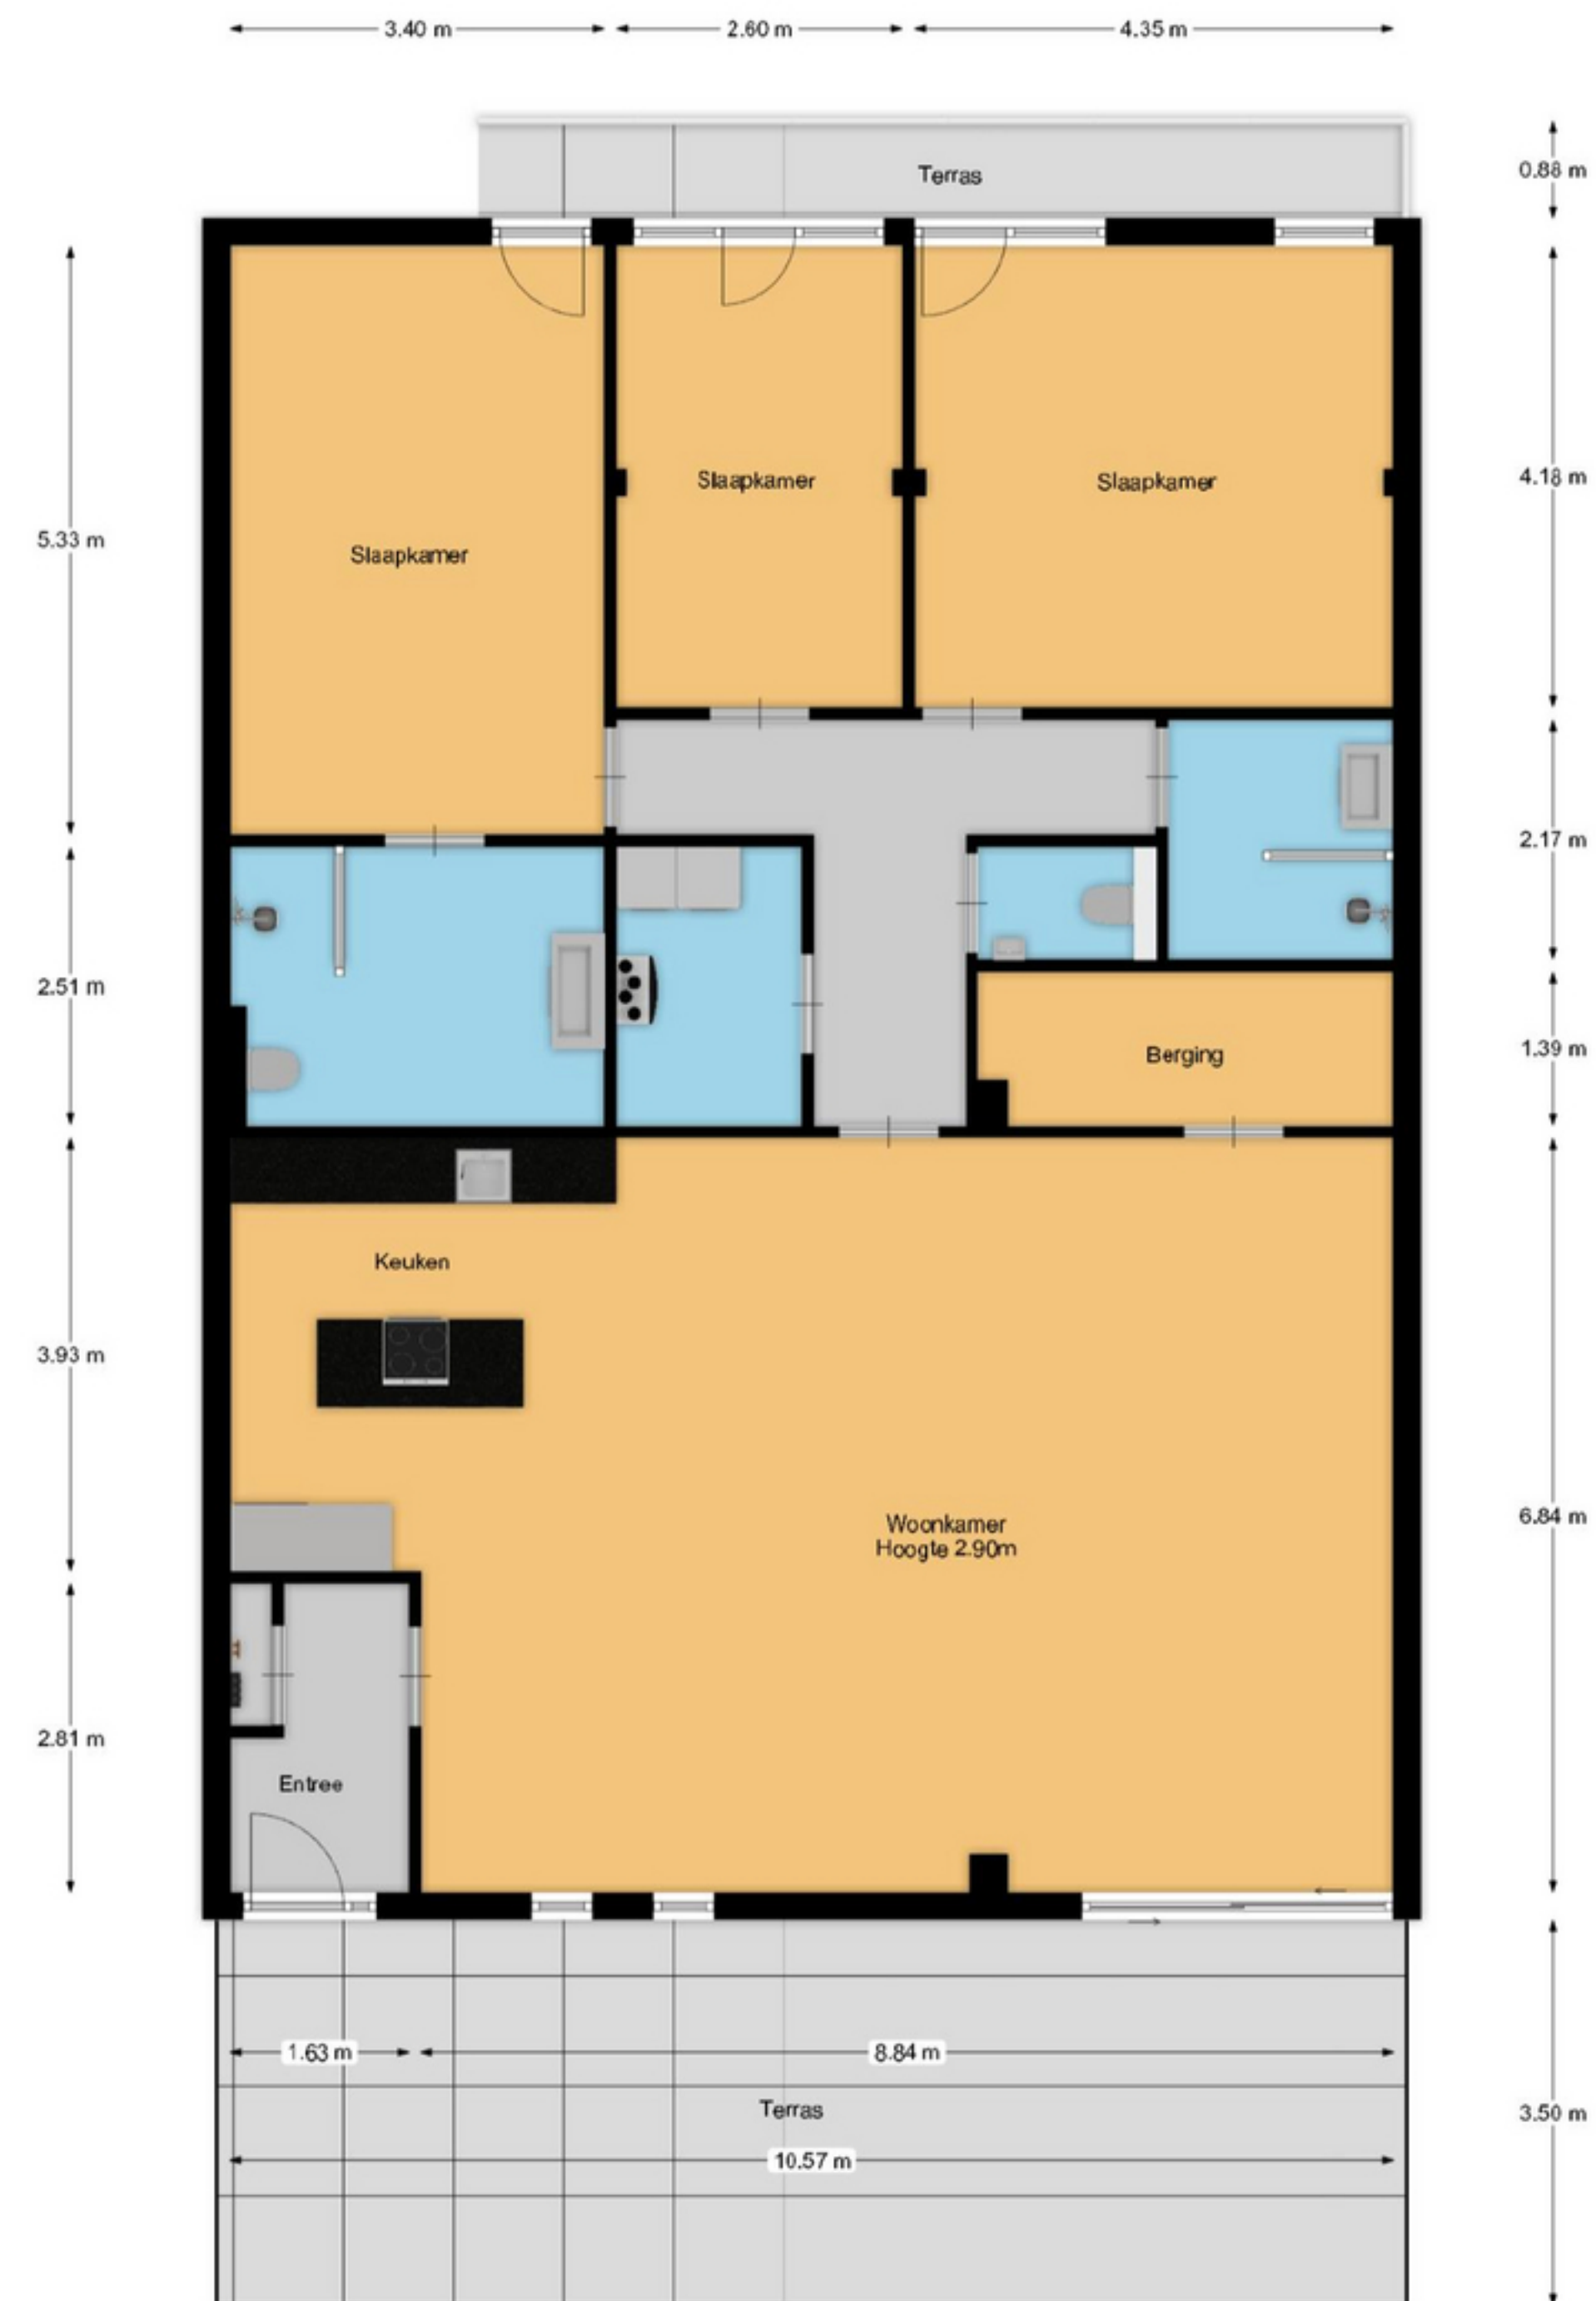 3.40 m
2.60 m
4.35 m
Terras
0.88 m
Slaapkamer
Slaapkamer
4.18 m
5.33 m
Slaapkamer
2.17 m
2.51 m
1.39 m
Berging
Keuken
3.93 m
Woonkamer
Hoogte 2.90m
6.84 m
2.81 m
Entree
1.63 m
8.84 m
Terras
3.50 m
10.57 m